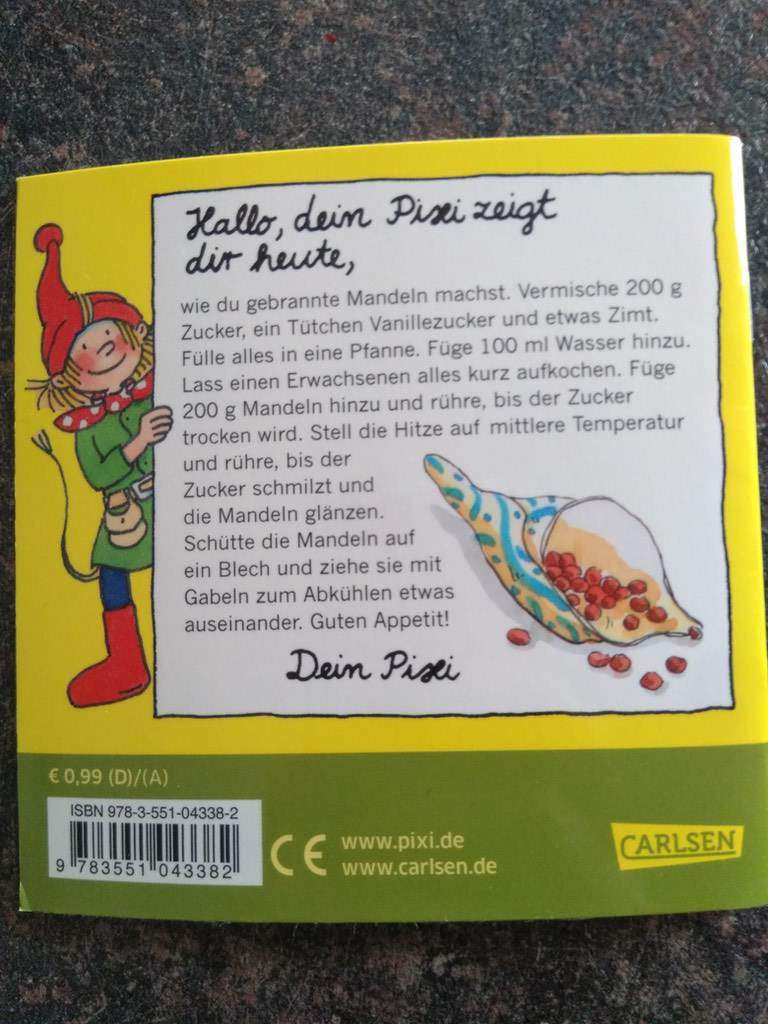 Hallo, dein Pixi zeigt
dir heute,
wie du gebrannte Mandeln machst. Vermische 200 g
Zucker, ein Tütchen Vanillezucker und etwas Zimt.
Fülle alles in eine Pfanne. Füge 100 ml Wasser hinzu.
Lass einen Erwachsenen alles kurz aufkochen. Füge
200 g Mandeln hinzu und rühre, bis der Zucker
trocken wird. Stell die Hitze auf mittlere Temperatur
und rühre, bis der
Zucker schmilzt und
die Mandeln glänzen.
Schütte die Mandeln auf
ein Blech und ziehe sie mit
Gabeln zum Abkühlen etwas
auseinander. Guten Appetit!
Dein Pixi
€ 0,99 (D)/(A)
ISBN 978-3-551-04338-2
9 783551 043382
CE
www.pixi.de
www.carlsen.de
CARLSEN